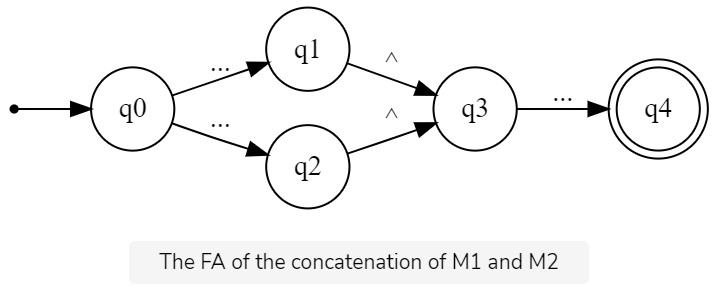 q0
...
q1
^
...
q2
^
q3
...
q4
The FA of the concatenation of M1 and M2